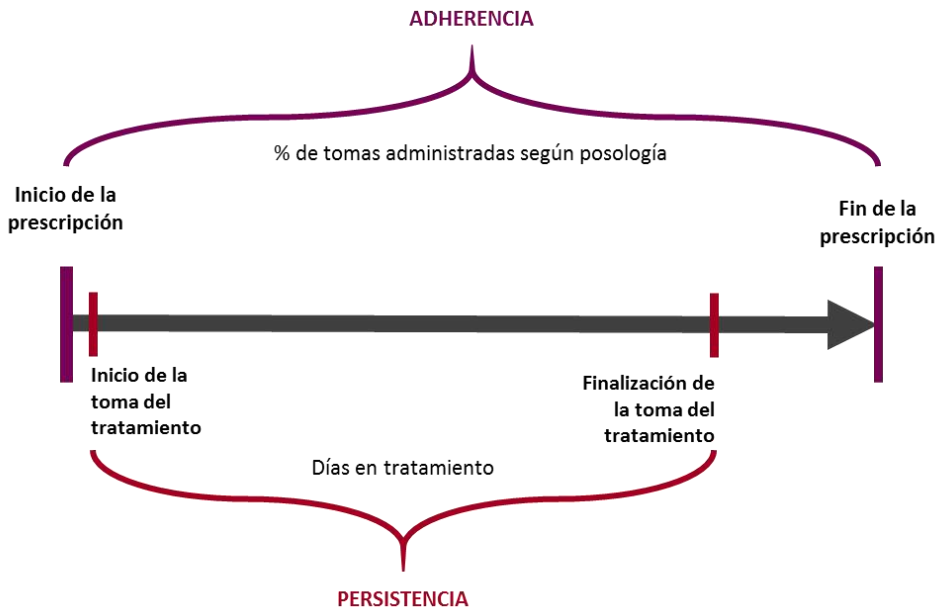 ADHERENCIA
% de tomas administradas según posología
Inicio de la
prescripción
Fin de la
prescripción
Inicio de la
toma del
tratamiento
Finalización de
la toma del
tratamiento
Días en tratamiento
PERSISTENCIA